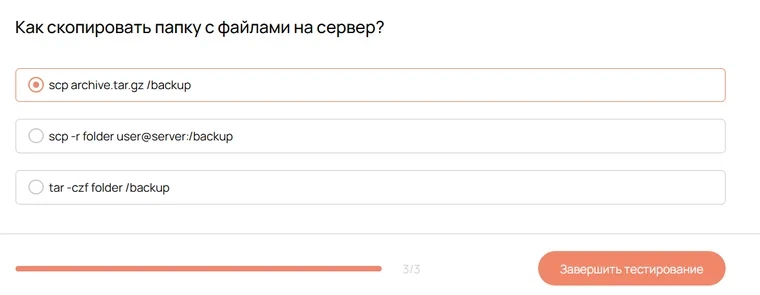 Как скопировать папку с файлами на сервер?
scp archive.tar.gz /backup
scp -r folder user@server:/backup
tar -czf folder /backup
3/3
Завершить тестирование